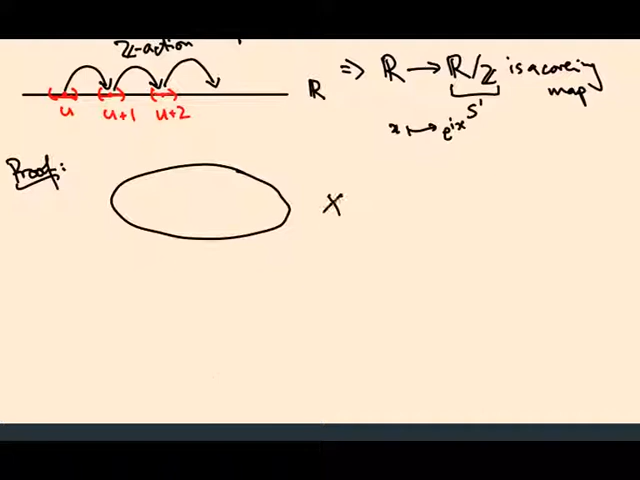 ℤ-action
⇒ ℝ → ℝ/ℤ is a covering map
S¹
x ↦ e^{ix}
ℝ
u u+1 u+2
Proof:
X